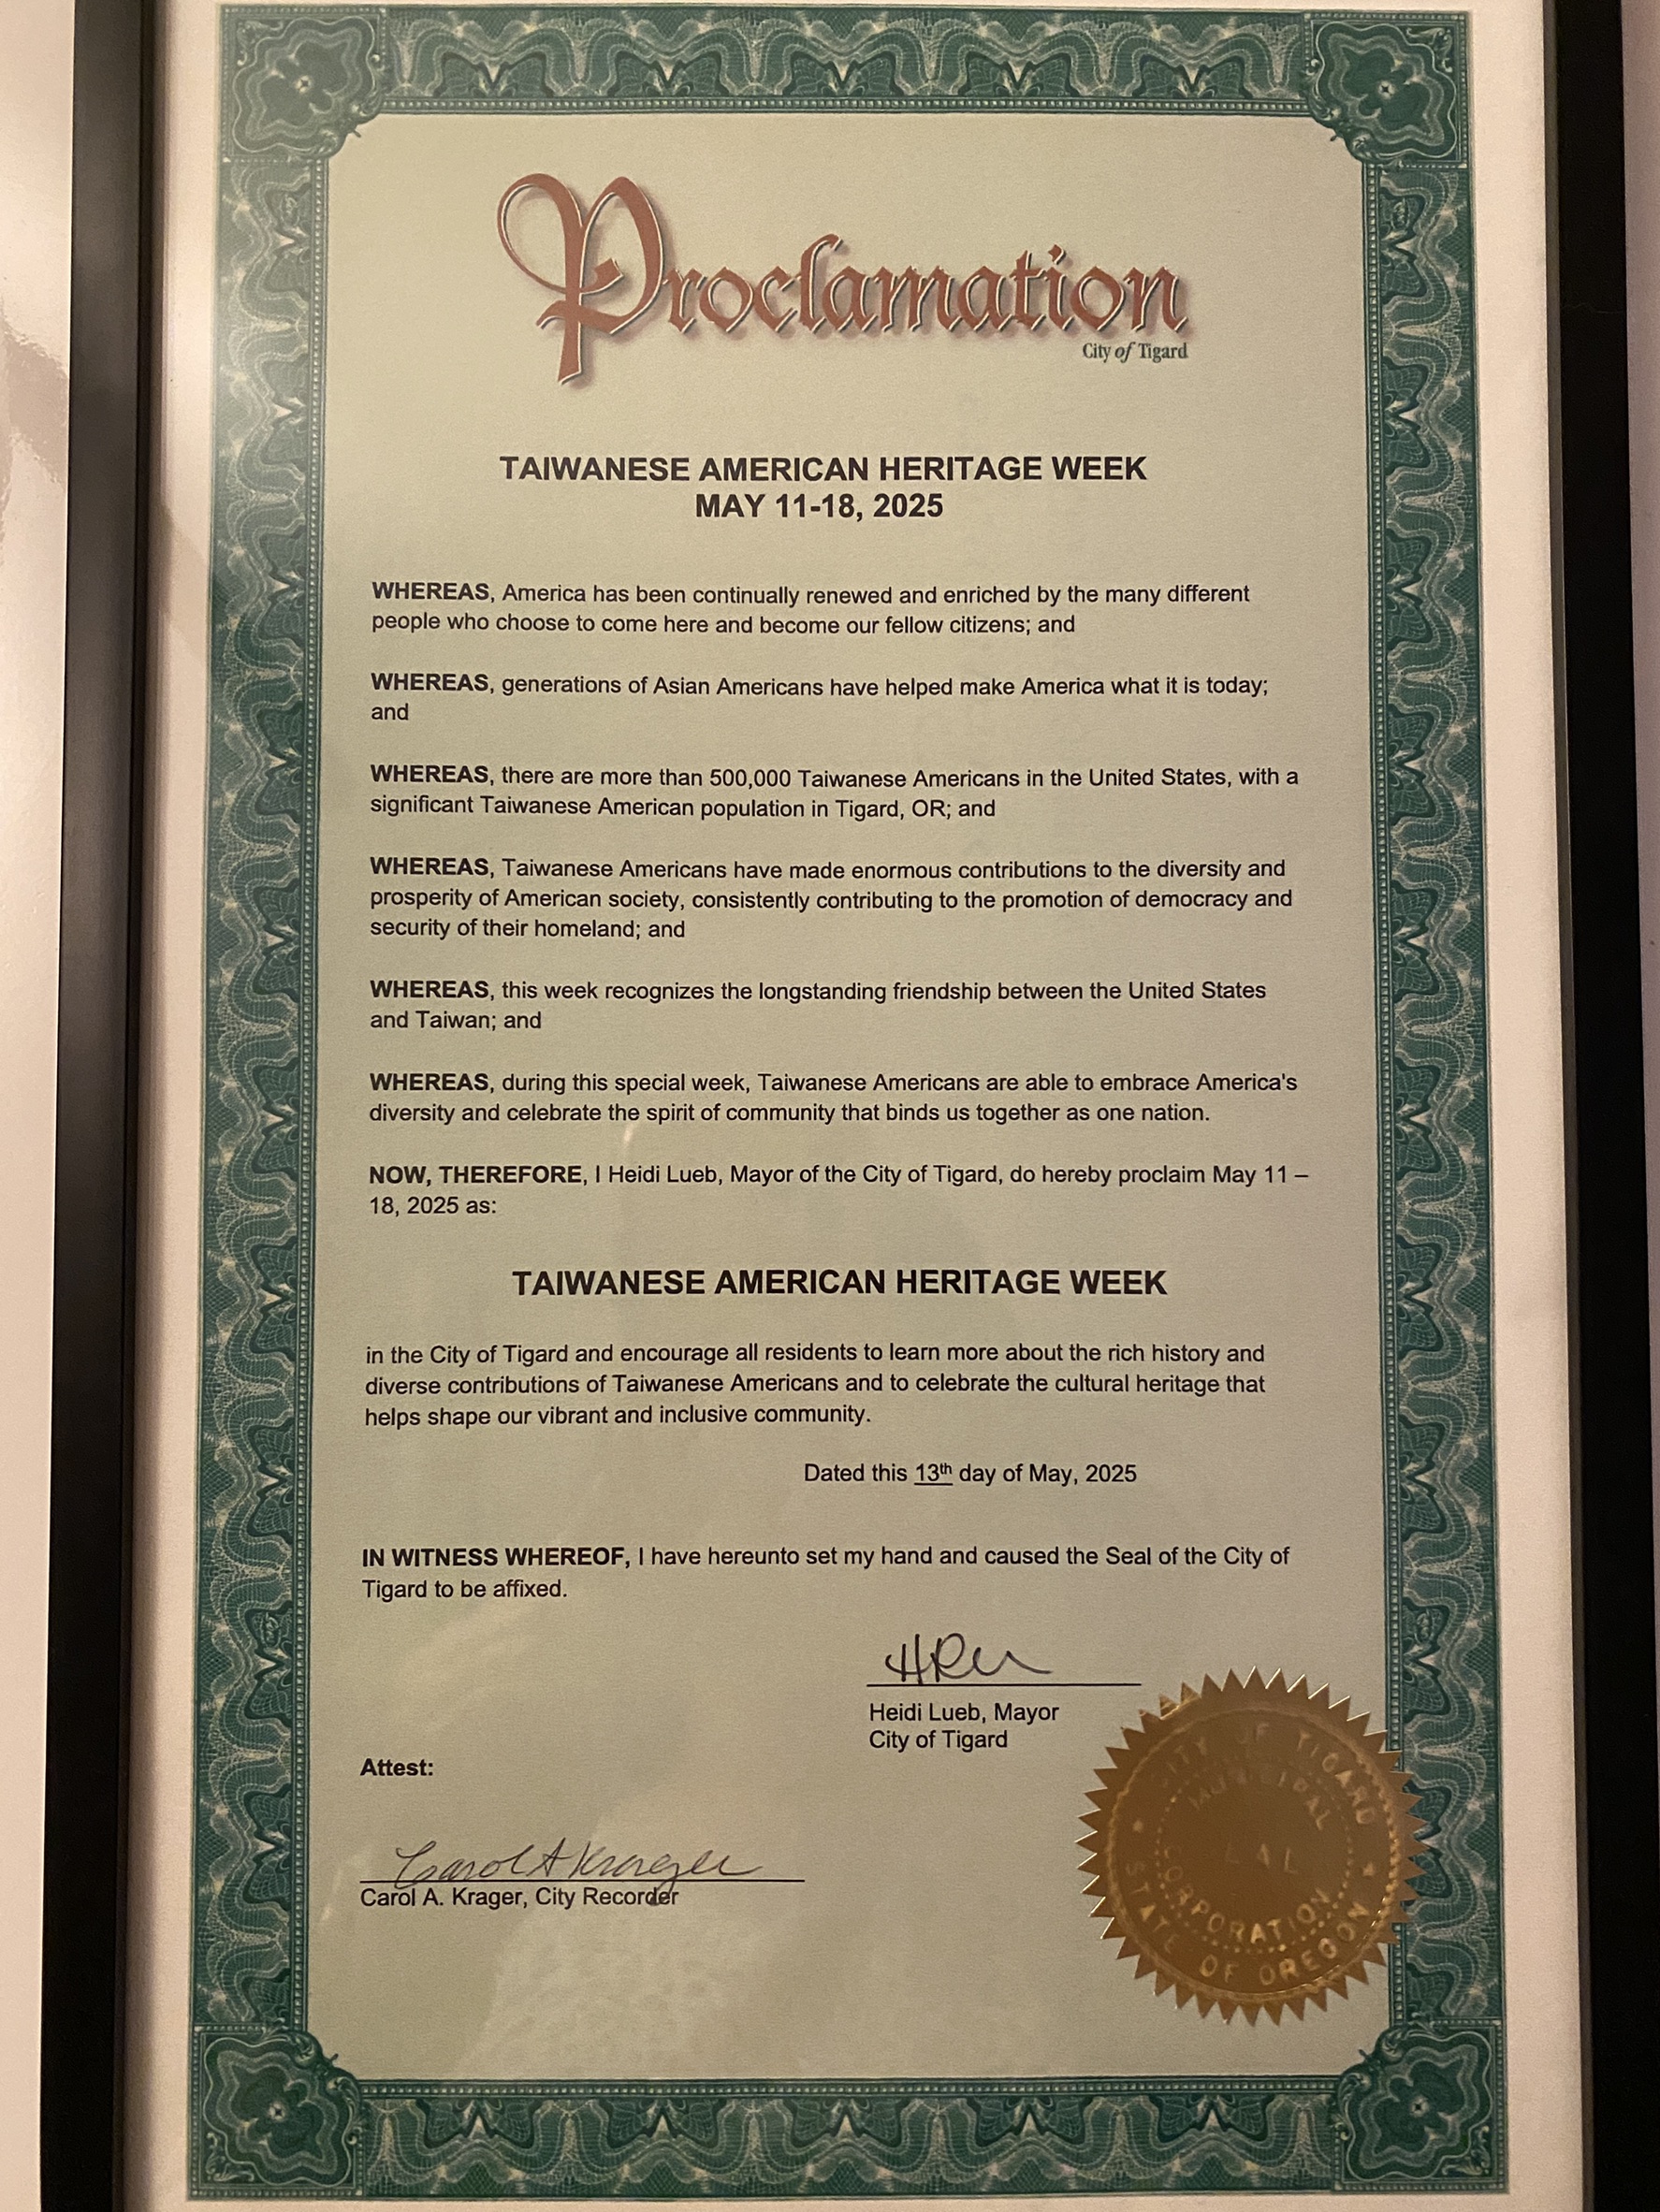 Proclamation
City of Tigard
TAIWANESE AMERICAN HERITAGE WEEK
MAY 11-18, 2025
WHEREAS, America has been continually renewed and enriched by the many different
people who choose to come here and become our fellow citizens; and
WHEREAS, generations of Asian Americans have helped make America what it is today;
and
WHEREAS, there are more than 500,000 Taiwanese Americans in the United States, with a
significant Taiwanese American population in Tigard, OR; and
WHEREAS, Taiwanese Americans have made enormous contributions to the diversity and
prosperity of American society, consistently contributing to the promotion of democracy and
security of their homeland; and
WHEREAS, this week recognizes the longstanding friendship between the United States
and Taiwan; and
WHEREAS, during this special week, Taiwanese Americans are able to embrace America's
diversity and celebrate the spirit of community that binds us together as one nation.
NOW, THEREFORE, I Heidi Lueb, Mayor of the City of Tigard, do hereby proclaim May 11 –
18, 2025 as:
TAIWANESE AMERICAN HERITAGE WEEK
in the City of Tigard and encourage all residents to learn more about the rich history and
diverse contributions of Taiwanese Americans and to celebrate the cultural heritage that
helps shape our vibrant and inclusive community.
Dated this 13th day of May, 2025
IN WITNESS WHEREOF, I have hereunto set my hand and caused the Seal of the City of
Tigard to be affixed.
Heidi Lueb, Mayor
City of Tigard
Attest:
Carol A Krager
Carol A. Krager, City Recorder
CITY OF TIGARD
MUNICIPAL
CORPORATION
STATE OF OREGON